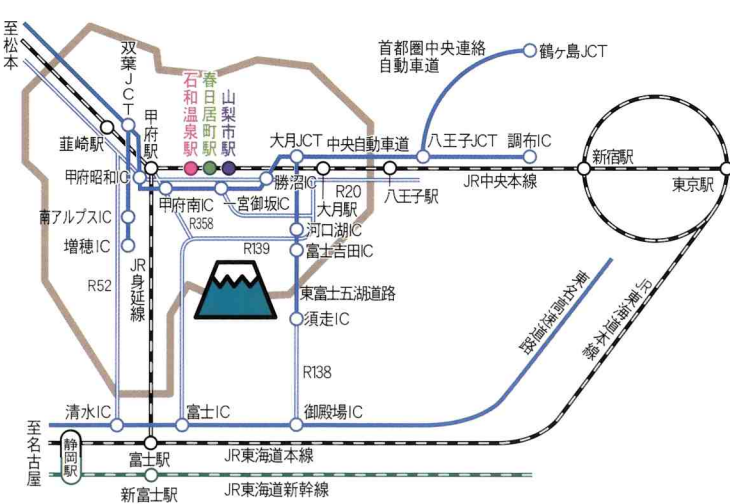 至松本
双葉JCT
甲府駅
石和温泉駅
春日居町駅
山梨市駅
首都圏中央連絡
自動車道
鶴ヶ島JCT
韮崎駅
大月JCT
中央自動車道
八王子JCT
調布IC
新宿駅
東京駅
甲府昭和IC
甲府南IC
一宮御坂IC
勝沼IC
R20
大月駅
八王子駅
JR中央本線
南アルプスIC
増穂IC
R358
R139
河口湖IC
富士吉田IC
R52
JR身延線
東富士五湖道路
須走IC
R138
東名高速道路
JR東海道本線
清水IC
富士IC
御殿場IC
至名古屋
静岡駅
富士駅
JR東海道本線
新富士駅
JR東海道新幹線